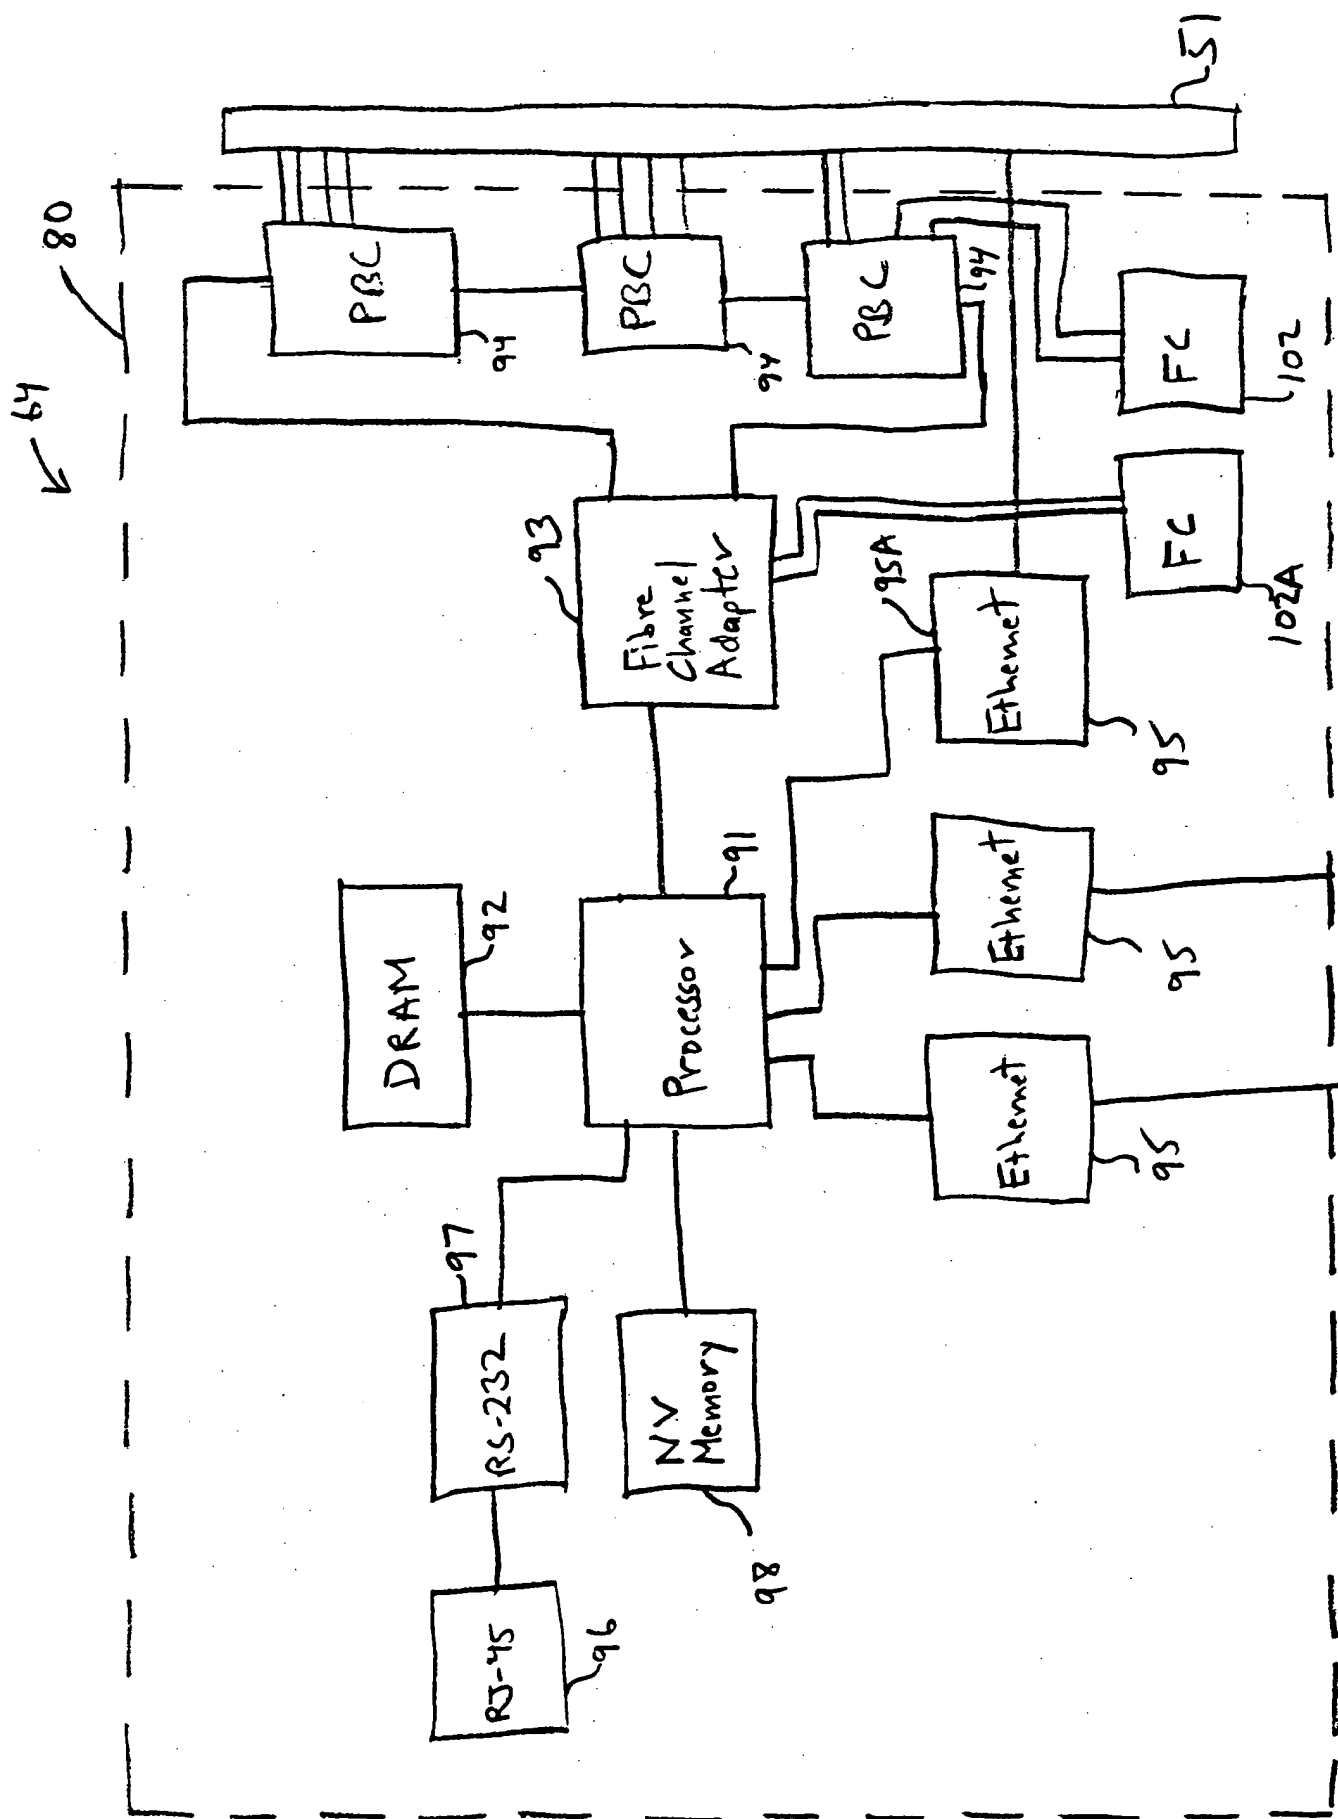 64
80
RJ-45
96
RS-232
97
NV
Memory
98
DRAM
92
Processor
91
Fibre
Channel
Adapter
93
PBC
94
PBC
94
PBC
94
51
Ethernet
95
Ethernet
95
Ethernet
95
95A
FC
102A
FC
102